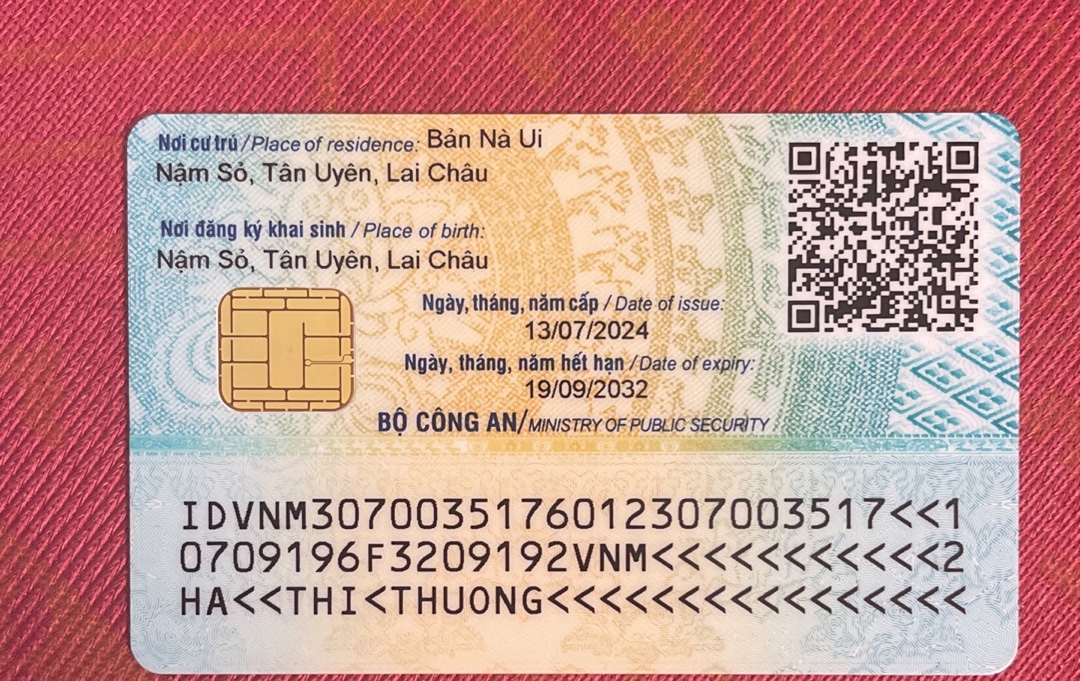 Nơi cư trú / Place of residence: Bản Nà Ui
Nậm Sỏ, Tân Uyên, Lai Châu
Nơi đăng ký khai sinh / Place of birth:
Nậm Sỏ, Tân Uyên, Lai Châu
Ngày, tháng, năm cấp / Date of issue:
13/07/2024
Ngày, tháng, năm hết hạn / Date of expiry:
19/09/2032
BỘ CÔNG AN/MINISTRY OF PUBLIC SECURITY
IDVNM3070035176012307003517<<1
0709196F3209192VNM<<<<<<<<<<<2
HA<<THI<THUONG<<<<<<<<<<<<<<<<